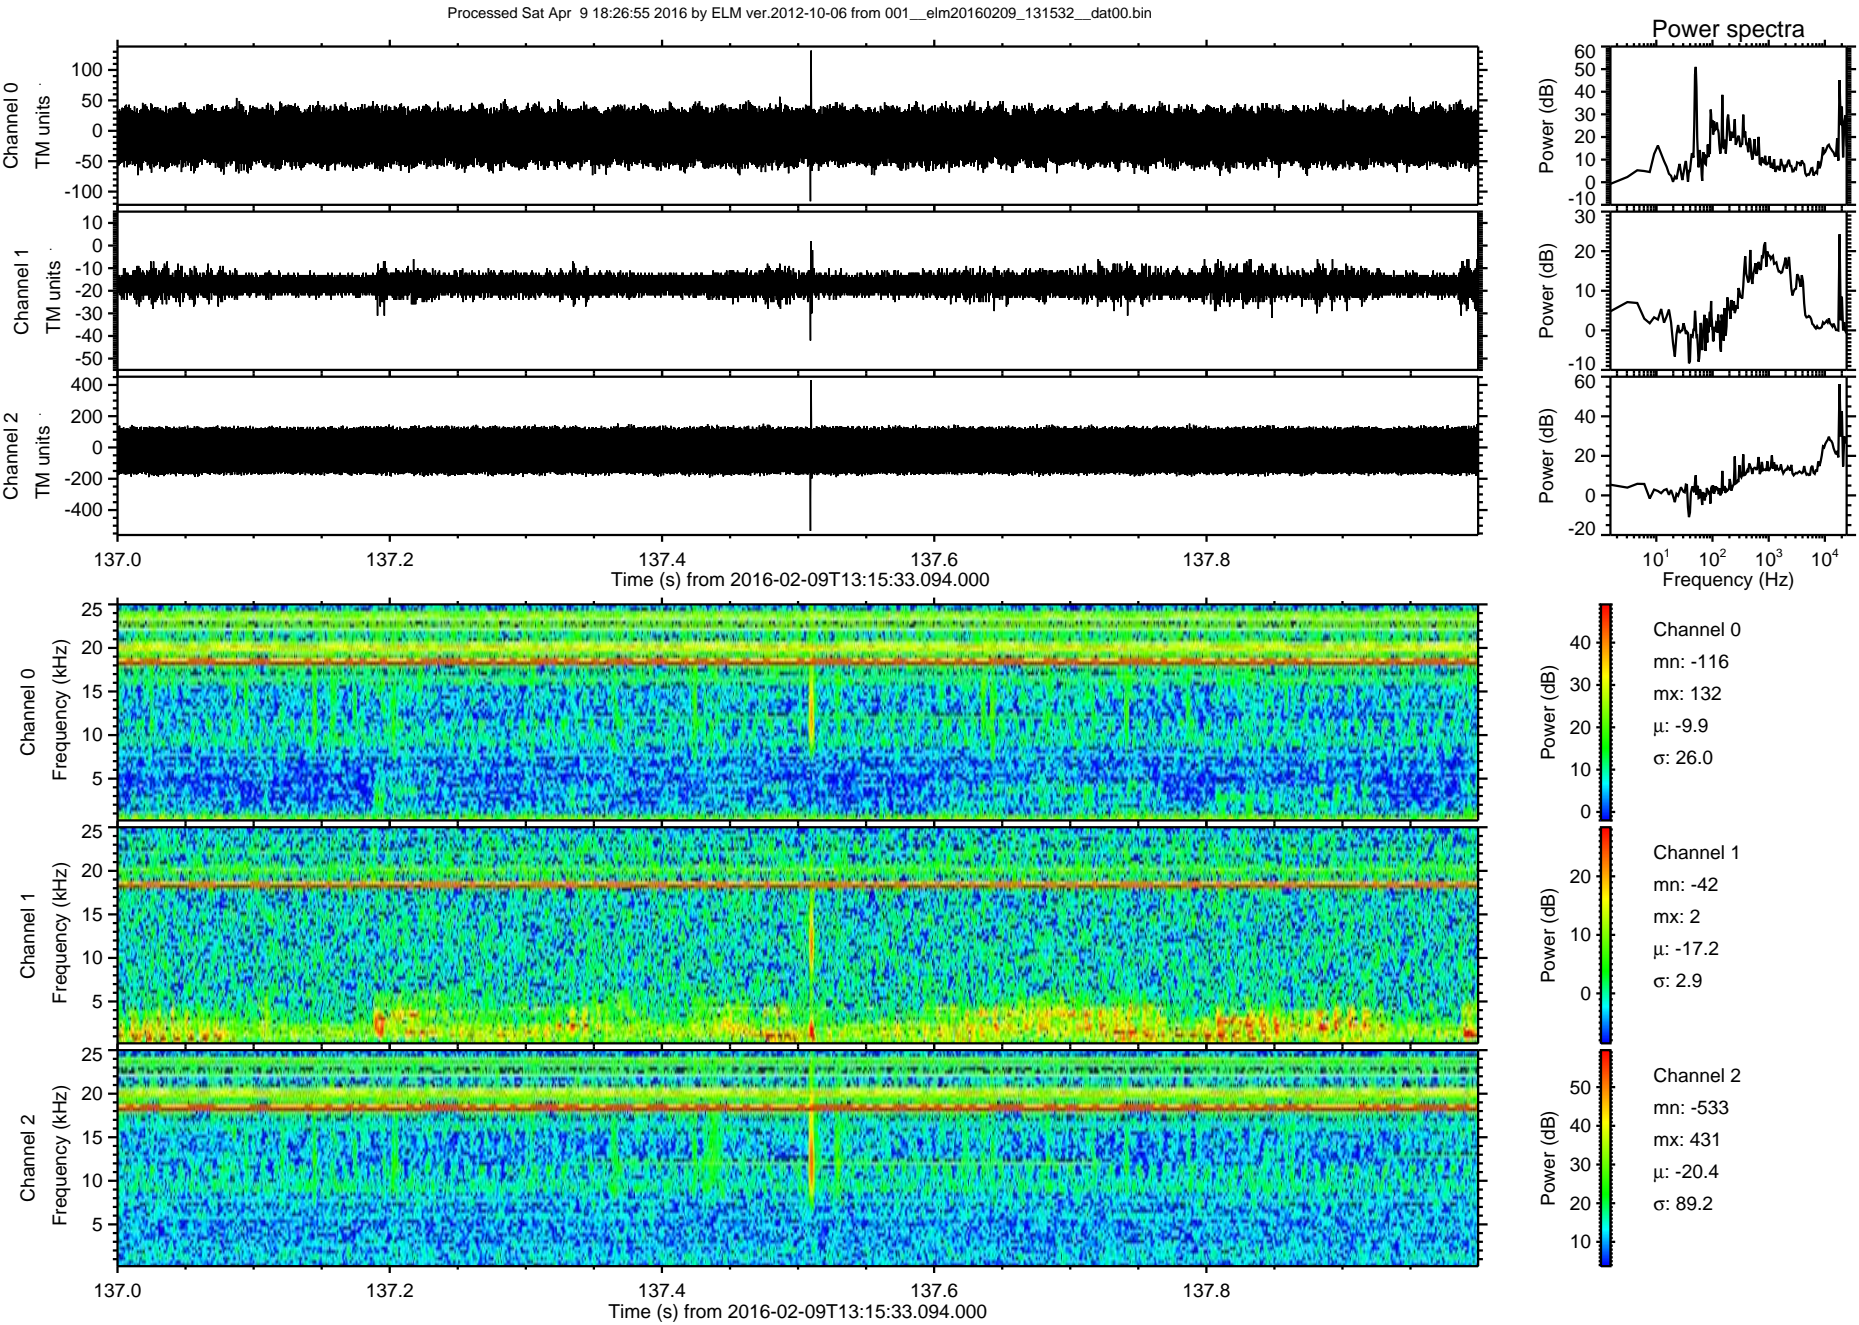 Processed Sat Apr  9 18:26:55 2016 by ELM ver.2012-10-06 from 001__elm20160209_131532__dat00.bin
Power spectra
Channel 0
TM units
100
50
0
-50
-100
Power (dB)
60
50
40
30
20
10
0
-10
Channel 1
TM units
10
0
-10
-20
-30
-40
-50
Power (dB)
30
20
10
0
-10
Channel 2
TM units
400
200
0
-200
-400
Power (dB)
60
40
20
0
-20
137.0 137.2 137.4 137.6 137.8
Time (s) from 2016-02-09T13:15:33.094.000
10^1 10^2 10^3 10^4
Frequency (Hz)
Channel 0
Frequency (kHz)
25
20
15
10
5
Power (dB)
40
30
20
10
0
Channel 0
mn: -116
mx: 132
μ: -9.9
σ: 26.0
Channel 1
Frequency (kHz)
25
20
15
10
5
Power (dB)
20
10
0
Channel 1
mn: -42
mx: 2
μ: -17.2
σ: 2.9
Channel 2
Frequency (kHz)
25
20
15
10
5
Power (dB)
50
40
30
20
10
Channel 2
mn: -533
mx: 431
μ: -20.4
σ: 89.2
137.0 137.2 137.4 137.6 137.8
Time (s) from 2016-02-09T13:15:33.094.000